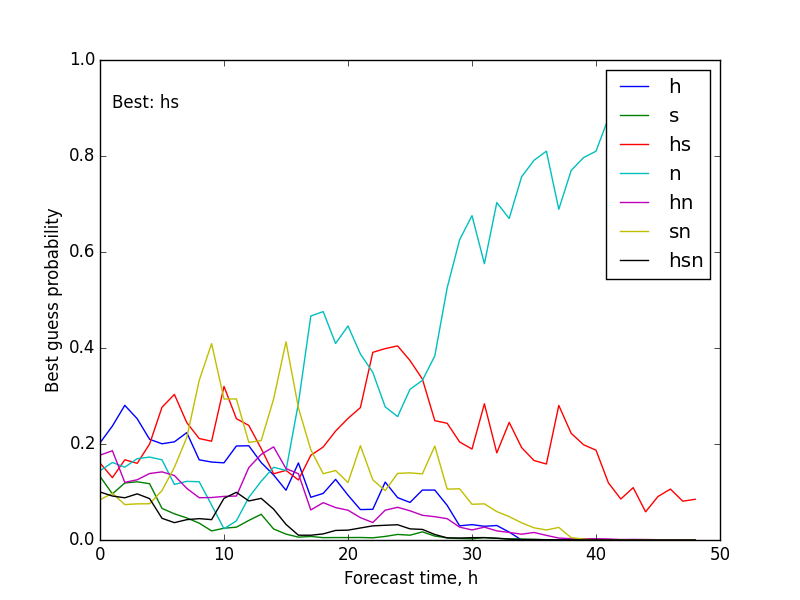 1.0
0.8
0.6
0.4
0.2
0.0
0 10 20 30 40 50
Best guess probability
Forecast time, h
Best: hs
h
s
hs
n
hn
sn
hsn